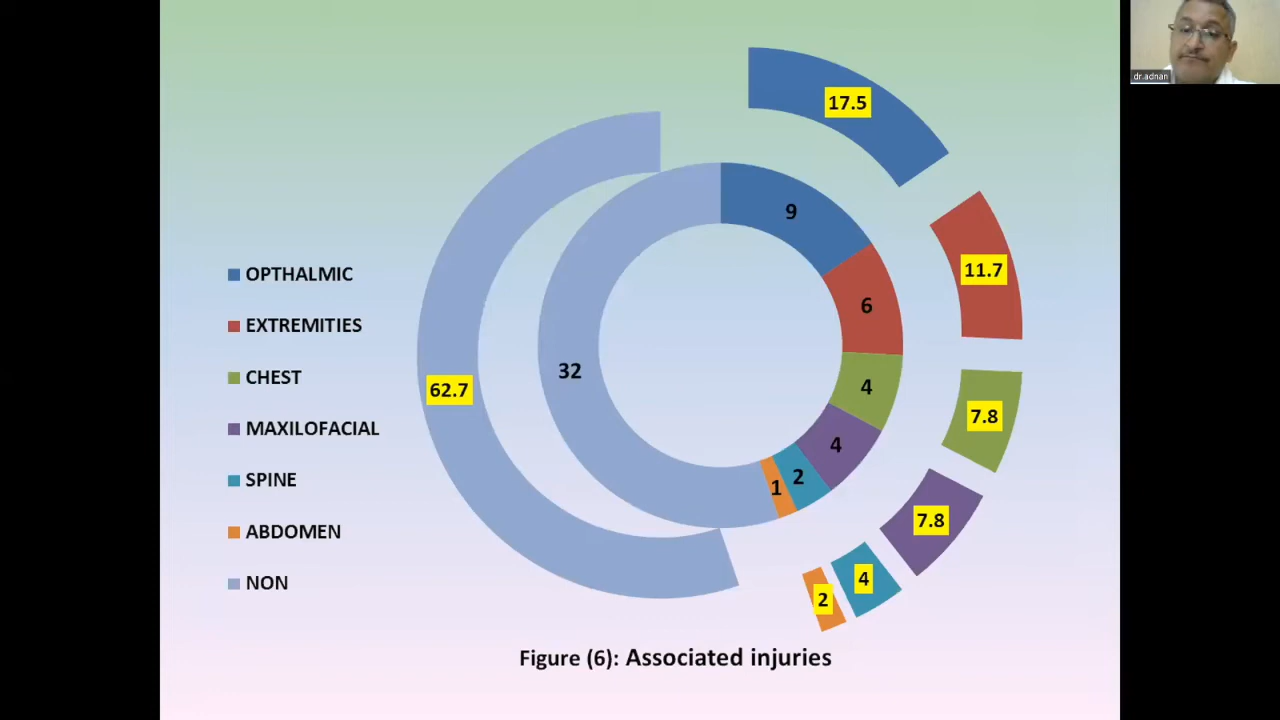 dr.adnan
17.5
9
11.7
6
OPTHALMIC
EXTREMITIES
CHEST
MAXILOFACIAL
SPINE
ABDOMEN
NON
32
62.7
4
7.8
4
7.8
2
1
4
2
Figure (6): Associated injuries